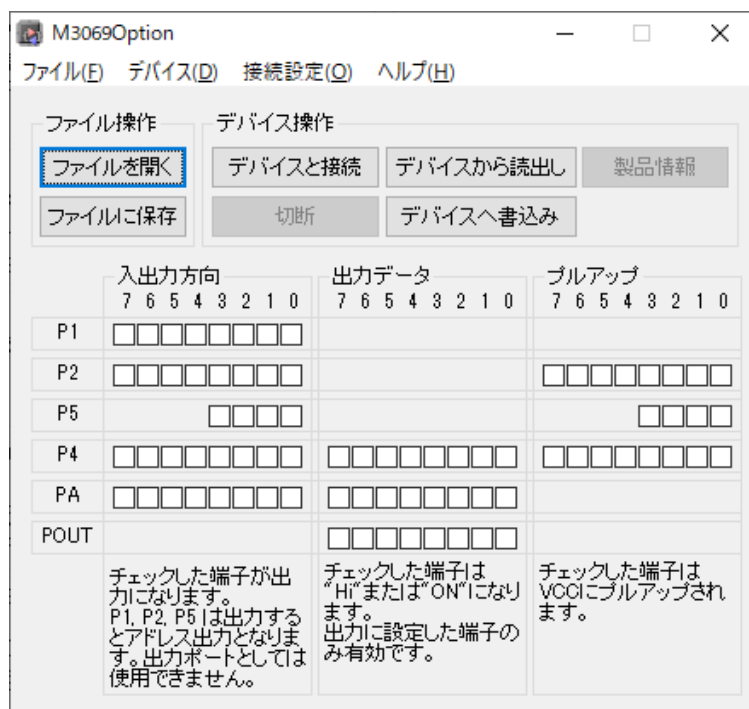 M3069Option
ファイル(F) デバイス(D) 接続設定(O) ヘルプ(H)
ファイル操作 デバイス操作
ファイルを開く デバイスと接続 デバイスから読出し 製品情報
ファイルに保存 切断 デバイスへ書込み
入出力方向 出力データ プルアップ
7 6 5 4 3 2 1 0 7 6 5 4 3 2 1 0 7 6 5 4 3 2 1 0
P1
P2
P5
P4
PA
POUT
チェックした端子が出
力になります。
P1, P2, P5 は出力する
とアドレス出力となりま
す。出力ポートとしては
使用できません。
チェックした端子は
"Hi"または"ON"になり
ます。
出力に設定した端子の
み有効です。
チェックした端子は
VCCにプルアップされ
ます。